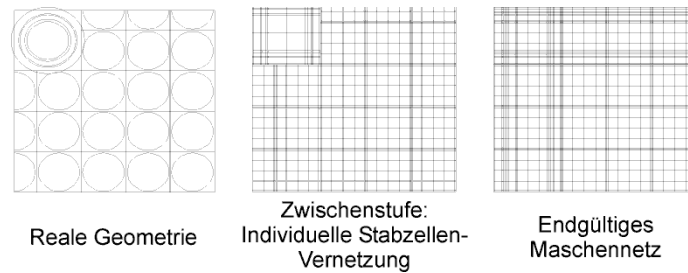 Reale Geometrie
Zwischenstufe:
Individuelle Stabzellen-
Vernetzung
Endgültiges
Maschennetz